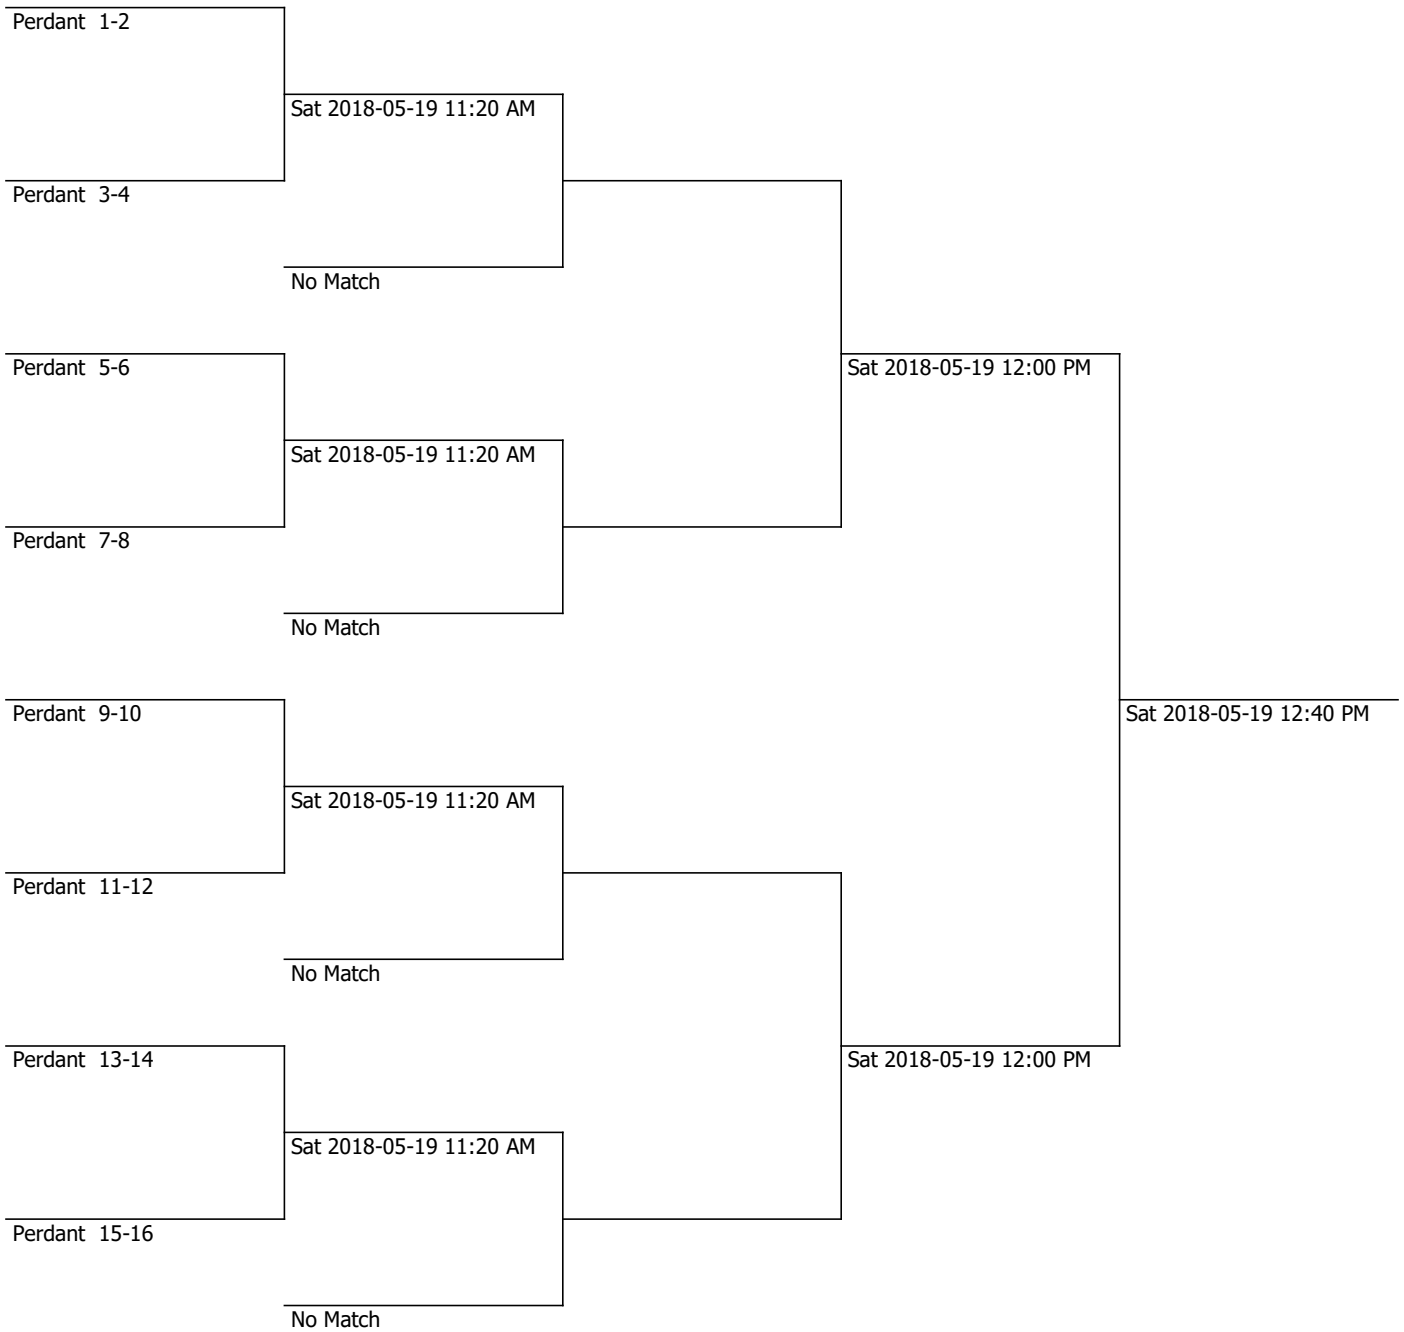 Perdant 1-2
Sat 2018-05-19 11:20 AM
Perdant 3-4
No Match
Perdant 5-6
Sat 2018-05-19 12:00 PM
Sat 2018-05-19 11:20 AM
Perdant 7-8
No Match
Perdant 9-10
Sat 2018-05-19 12:40 PM
Sat 2018-05-19 11:20 AM
Perdant 11-12
No Match
Perdant 13-14
Sat 2018-05-19 12:00 PM
Sat 2018-05-19 11:20 AM
Perdant 15-16
No Match